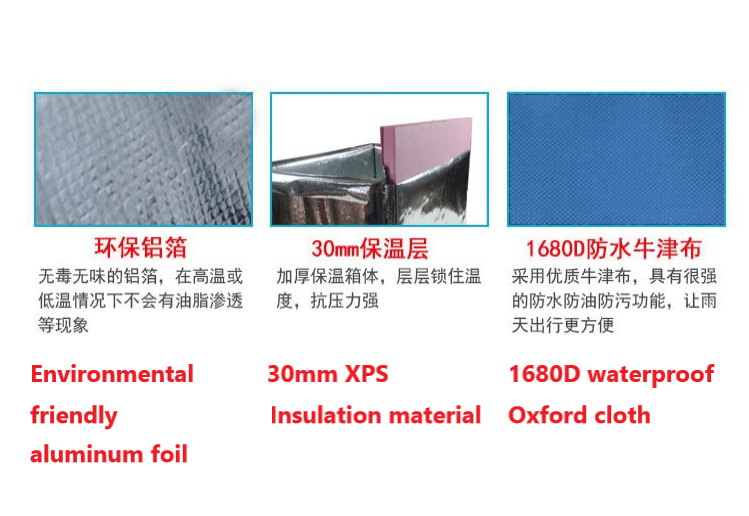 环保铝箔
无毒无味的铝箔，在高温或
低温情况下不会有油脂渗透
等现象
30mm保温层
加厚保温箱体，层层锁住温
度，抗压力强
1680D防水牛津布
采用优质牛津布，具有很强
的防水防油防污功能，让雨
天出行更方便
Environmental
friendly
aluminum foil
30mm XPS
Insulation material
1680D waterproof
Oxford cloth